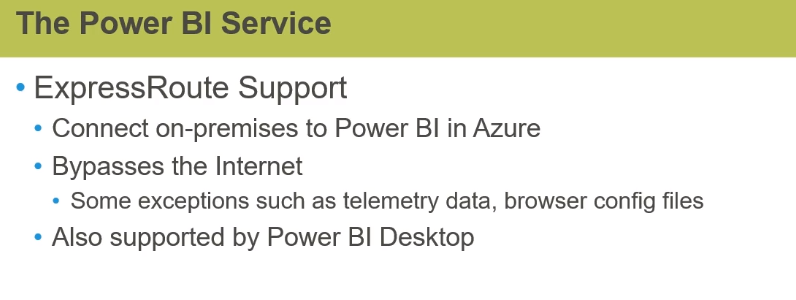 The Power BI Service
• ExpressRoute Support
• Connect on-premises to Power BI in Azure
• Bypasses the Internet
• Some exceptions such as telemetry data, browser config files
• Also supported by Power BI Desktop